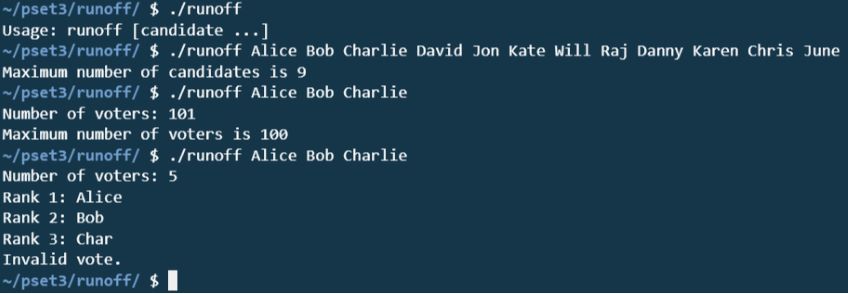 ~/pset3/runoff/ $ ./runoff
Usage: runoff [candidate ...]
~/pset3/runoff/ $ ./runoff Alice Bob Charlie David Jon Kate Will Raj Danny Karen Chris June
Maximum number of candidates is 9
~/pset3/runoff/ $ ./runoff Alice Bob Charlie
Number of voters: 101
Maximum number of voters is 100
~/pset3/runoff/ $ ./runoff Alice Bob Charlie
Number of voters: 5
Rank 1: Alice
Rank 2: Bob
Rank 3: Char
Invalid vote.
~/pset3/runoff/ $